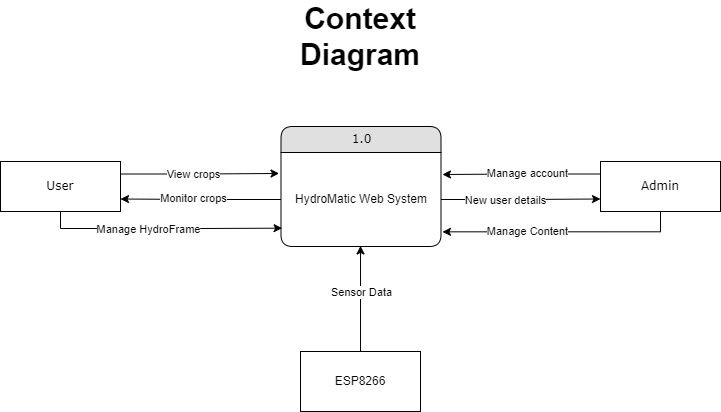 Context
Diagram
1.0
User
View crops
Monitor crops
Manage HydroFrame
HydroMatic Web System
Manage account
New user details
Manage Content
Admin
Sensor Data
ESP8266